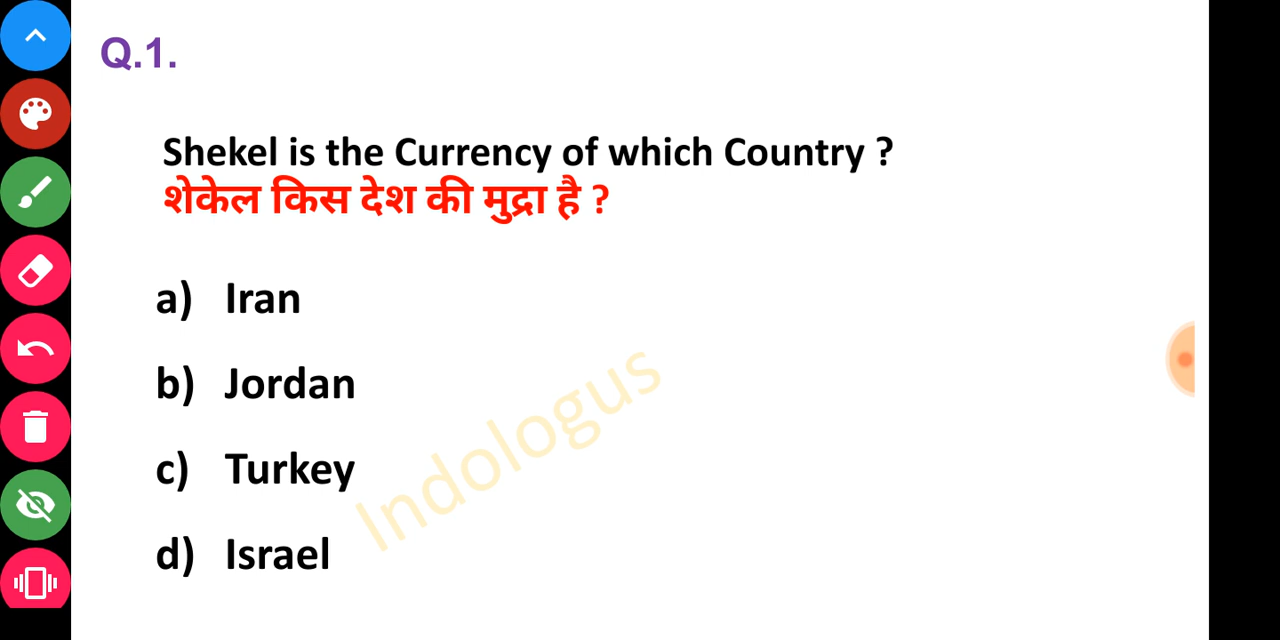 Q.1.
Shekel is the Currency of which Country ?
शेकेल किस देश की मुद्रा है ?
a) Iran
b) Jordan
c) Turkey
d) Israel
Indologus